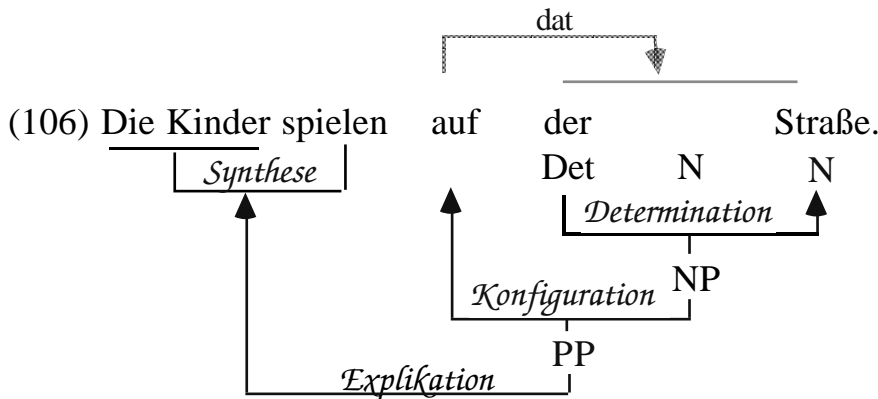 dat
(106) Die Kinder spielen auf der Straße.
Synthese Det N N
Determination
Konfiguration NP
PP
Explikation